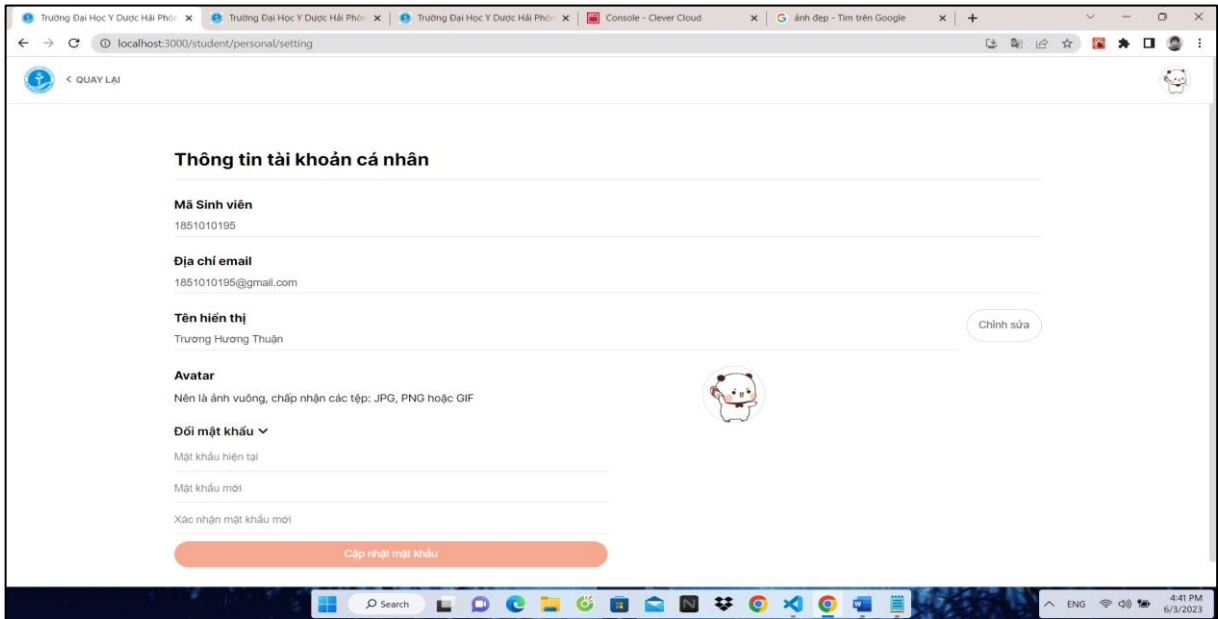 Trường Đại Học Y Dược Hải Phòn
Trường Đại Học Y Dược Hải Phòn
Trường Đại Học Y Dược Hải Phòn
Console - Clever Cloud
ảnh đẹp - Tìm trên Google
localhost:3000/student/personal/setting
< QUAY LẠI
Thông tin tài khoản cá nhân
Mã Sinh viên
1851010195
Địa chỉ email
1851010195@gmail.com
Tên hiển thị
Trương Hương Thuận
Chỉnh sửa
Avatar
Nên là ảnh vuông, chấp nhận các tệp: JPG, PNG hoặc GIF
Đổi mật khẩu
Mật khẩu hiện tại
Mật khẩu mới
Xác nhận mật khẩu mới
Cập nhật mật khẩu
Search
ENG
4:41 PM
6/3/2023